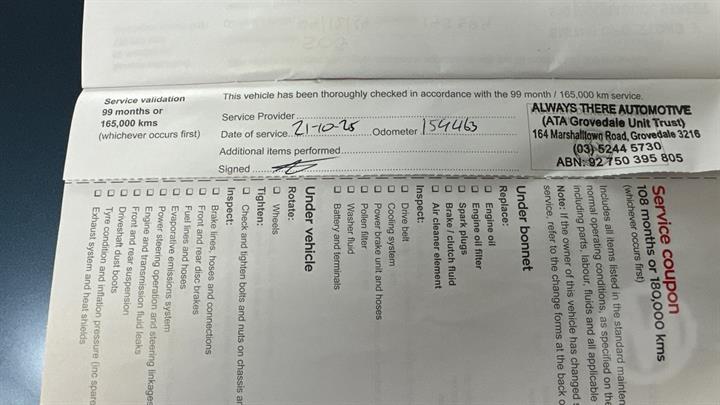 Service validation
99 months or
165,000 kms
(whichever occurs first)
This vehicle has been thoroughly checked in accordance with the 99 month / 165,000 km service.
Service Provider
Date of service 21-10-25 Odometer 154463
Additional items performed
Signed
ALWAYS THERE AUTOMOTIVE
(ATA Grovedale Unit Trust)
164 Marshalltown Road, Grovedale 3216
(03) 5244 5730
ABN: 92 750 395 805
Service coupon
108 months or 180,000 kms
(whichever occurs first)
Includes all items listed in the standard
normal operating conditions, as specified on the
including parts, labour, fluids and all applicable
Note: If the owner of this vehicle has changed
service, refer to the change forms at the back
Under bonnet
Replace:
Engine oil
Engine oil filter
Spark plugs
Brake / clutch fluid
Air cleaner element
Inspect:
Drive belt
Cooling system
Power brake unit and hoses
Pollen filter
Washer fluid
Battery and terminals
Under vehicle
Rotate:
Wheels
Tighten:
Check and tighten bolts and nuts on chassis
Inspect:
Brake lines, hoses and connections
Front and rear disc brakes
Fuel lines and hoses
Evaporative emissions system
Power steering operation and steering linkages
Engine and transmission fluid leaks
Front and rear suspension
Driveshaft dust boots
Tyre condition and inflation pressure (inc spare
Exhaust system and heat shields